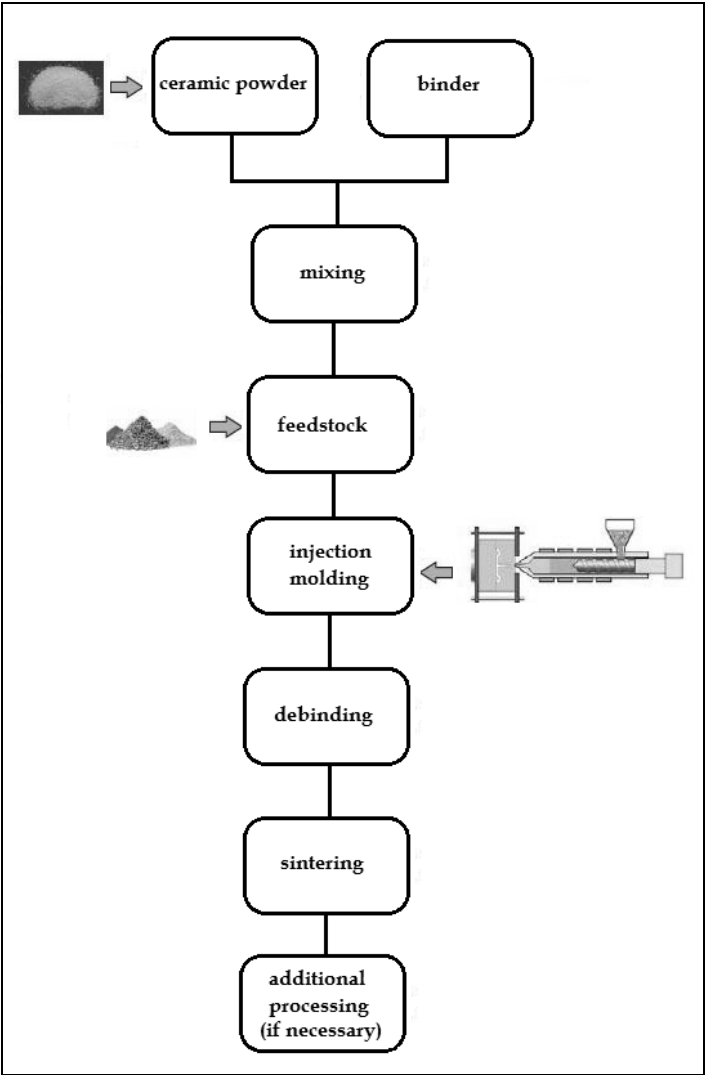 ceramic powder
binder
mixing
feedstock
injection
molding
debinding
sintering
additional
processing
(if necessary)